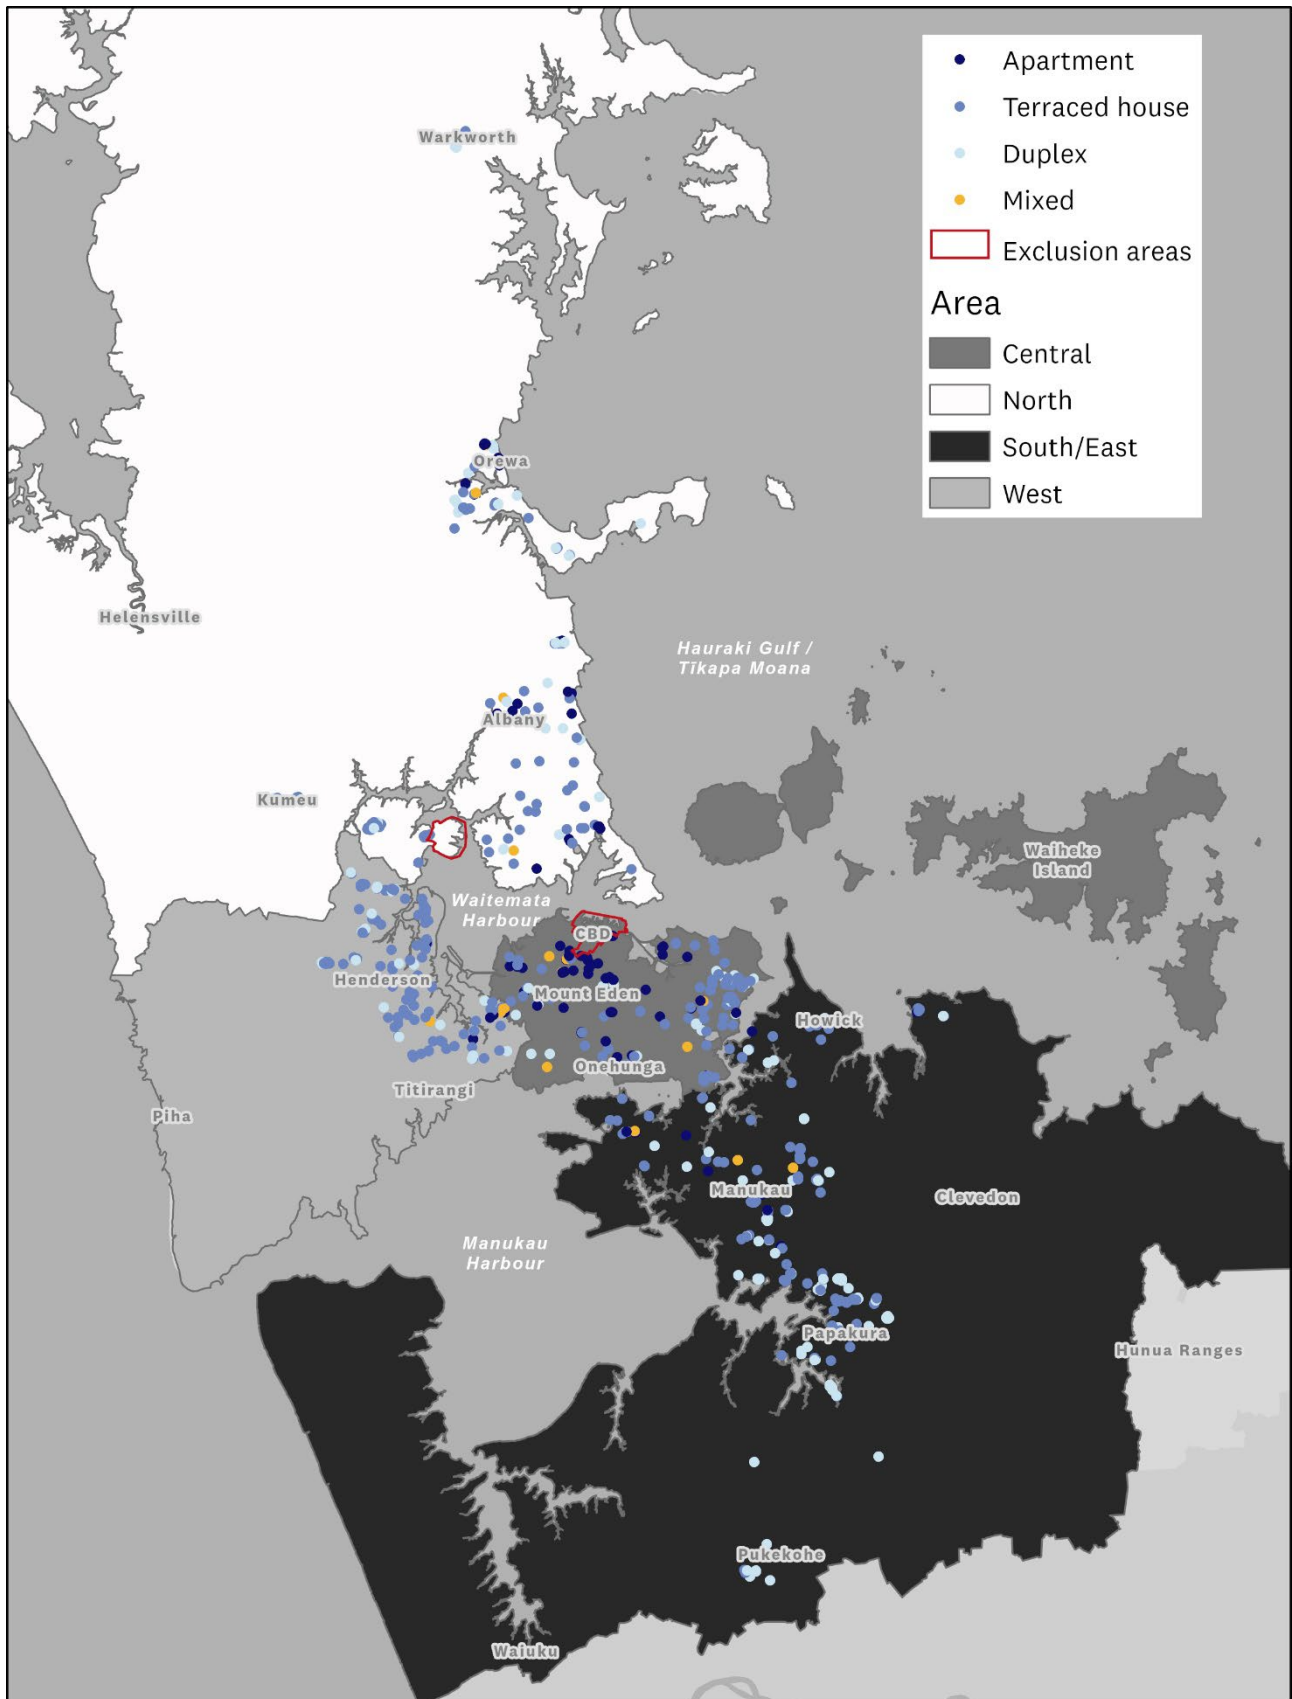 Apartment
Terraced house
Duplex
Mixed
Exclusion areas
Area
Central
North
South/East
West
Warkworth
Orewa
Helensville
Hauraki Gulf /
Tīkapa Moana
Albany
Kumeu
Waiheke
Island
Waitemata
Harbour
CBD
Henderson
Mount Eden
Howick
Onehunga
Titirangi
Piha
Manukau
Clevedon
Manukau
Harbour
Papakura
Hunua Ranges
Pukekohe
Waiuku